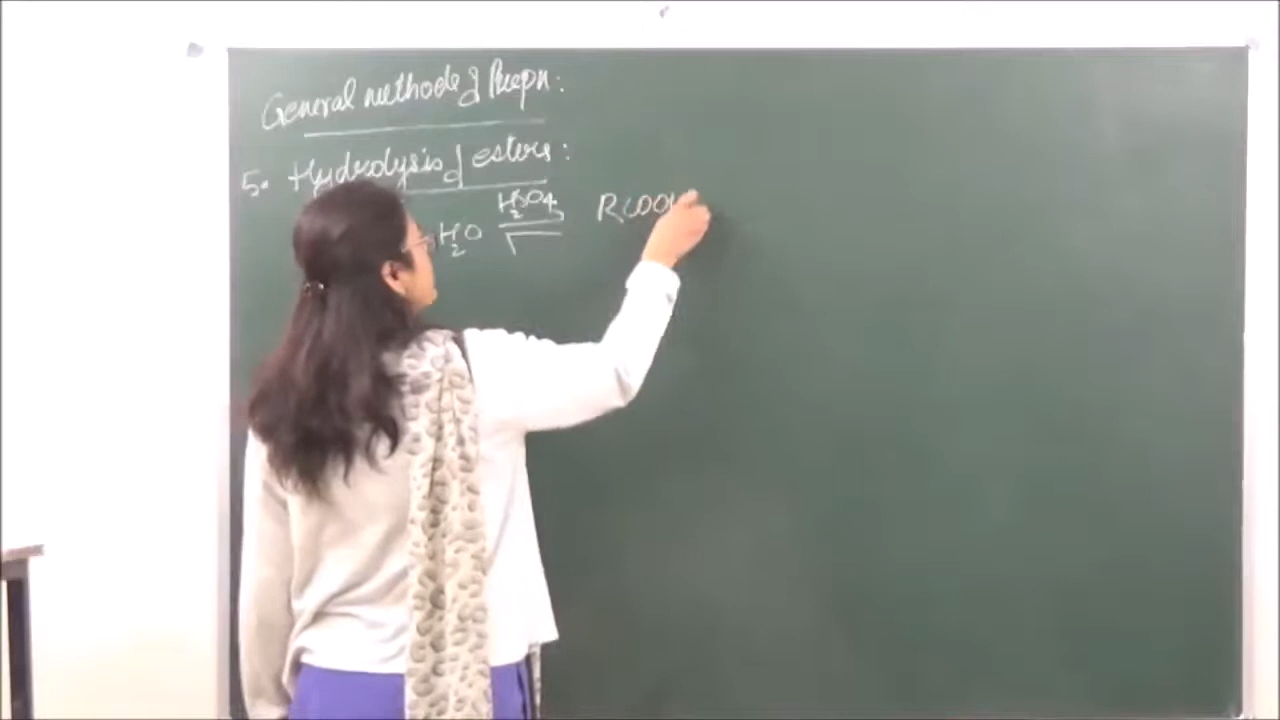 General methods of Prepn:
5. Hydrolysis of esters:
H2O H2SO4 ⇌ RCOO